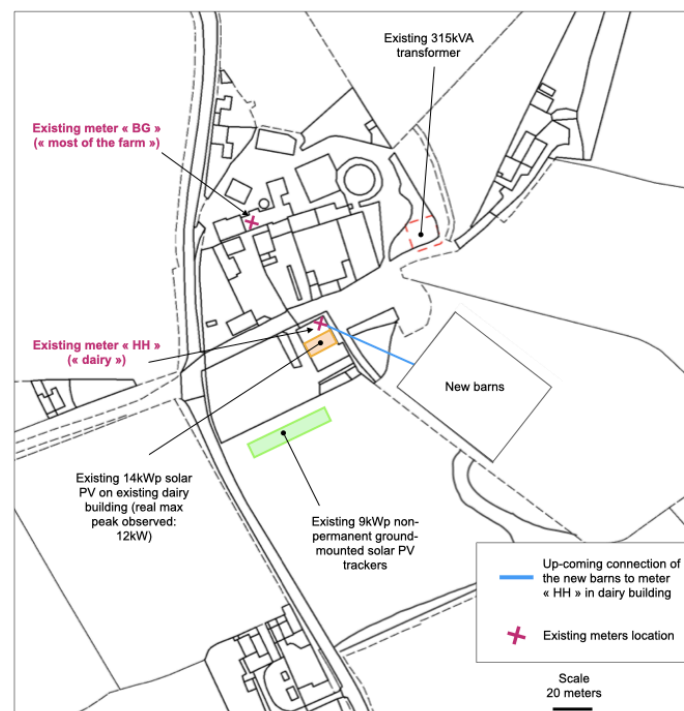 Existing 315kVA
transformer
Existing meter « BG »
(« most of the farm »)
Existing meter « HH »
(« dairy »)
New barns
Existing 14kWp solar
PV on existing dairy
building (real max
peak observed:
12kW)
Existing 9kWp non-
permanent ground-
mounted solar PV
trackers
Up-coming connection of
the new barns to meter
« HH » in dairy building
Existing meters location
Scale
20 meters